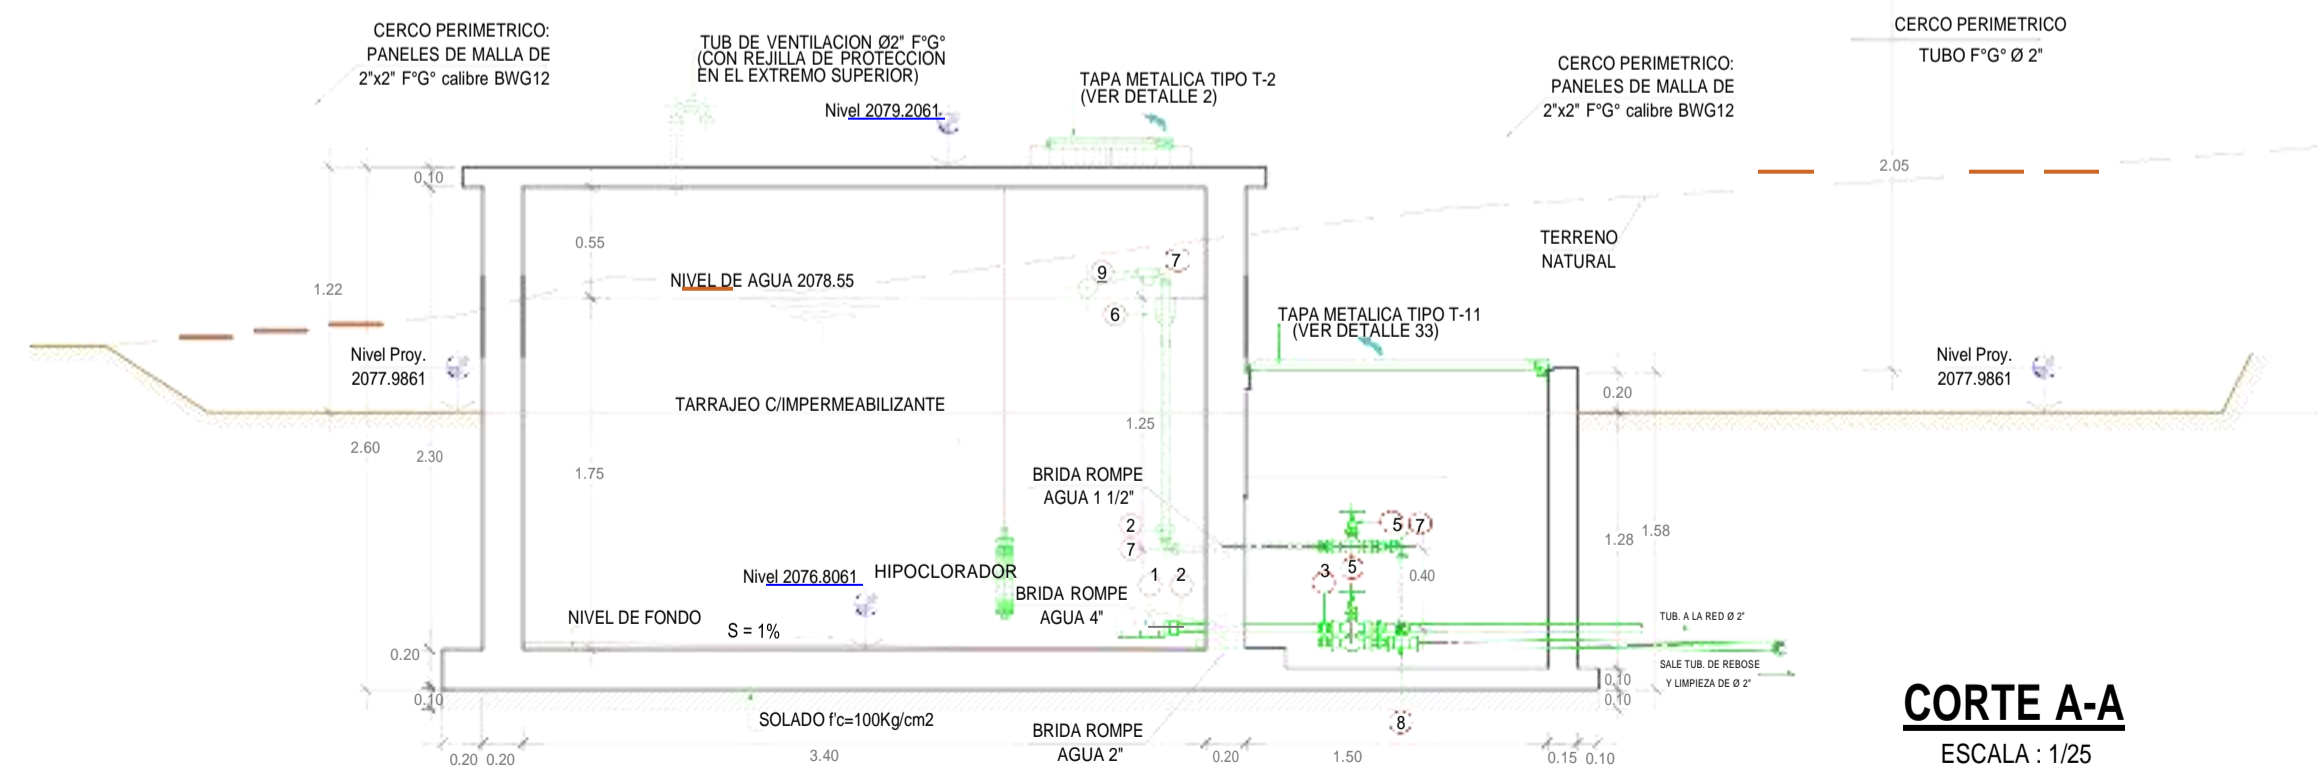 CERCO PERIMETRICO:
PANELES DE MALLA DE
2"x2" F°G° calibre BWG12
TUB DE VENTILACION Ø2" F°G°
(CON REJILLA DE PROTECCION
EN EL EXTREMO SUPERIOR)
Nivel 2079.2061
TAPA METALICA TIPO T-2
(VER DETALLE 2)
CERCO PERIMETRICO:
PANELES DE MALLA DE
2"x2" F°G° calibre BWG12
CERCO PERIMETRICO
TUBO F°G° Ø 2"
2.05
0.10
0.55
1.22
NIVEL DE AGUA 2078.55
9
7
6
TERRENO
NATURAL
TAPA METALICA TIPO T-11
(VER DETALLE 33)
Nivel Proy.
2077.9861
Nivel Proy.
2077.9861
0.20
TARRAJEO C/IMPERMEABILIZANTE
1.25
2.60
2.30
1.75
BRIDA ROMPE
AGUA 1 1/2"
2
7
5
7
1.28
1.58
Nivel 2076.8061
HIPOCLORADOR
1
2
3
5
0.40
BRIDA ROMPE
AGUA 4"
NIVEL DE FONDO
S = 1%
TUB. A LA RED Ø 2"
0.20
SALE TUB. DE REBOSE
Y LIMPIEZA DE Ø 2"
0.10
0.10
0.10
SOLADO f'c=100Kg/cm2
8
BRIDA ROMPE
AGUA 2"
0.20
0.20
3.40
0.20
1.50
0.15
0.10
CORTE A-A
ESCALA : 1/25